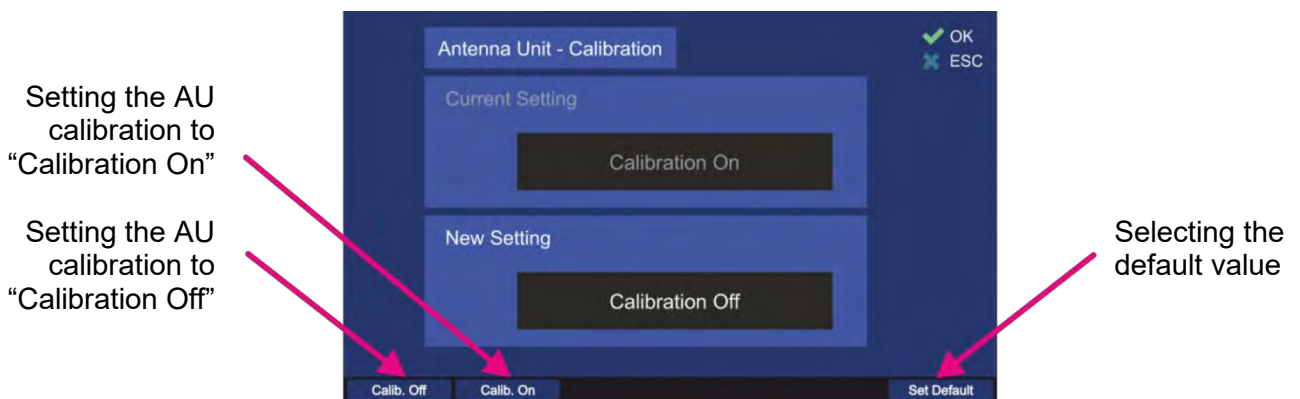 Setting the AU
calibration to
“Calibration On”
Setting the AU
calibration to
“Calibration Off”
Antenna Unit - Calibration
OK
ESC
Current Setting
Calibration On
New Setting
Calibration Off
Calib. Off
Calib. On
Set Default
Selecting the
default value